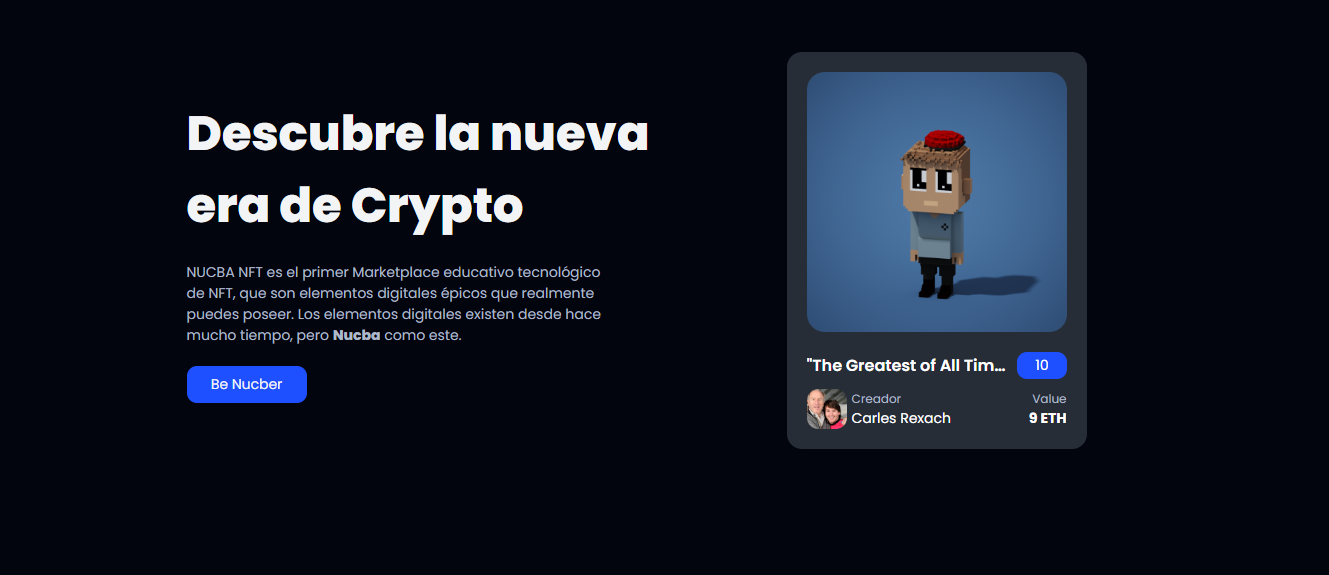 Descubre la nueva
era de Crypto
NUCBA NFT es el primer Marketplace educativo tecnológico
de NFT, que son elementos digitales épicos que realmente
puedes poseer. Los elementos digitales existen desde hace
mucho tiempo, pero Nucba como este.
Be Nucber
"The Greatest of All Tim... 10
Creador Value
Carles Rexach 9 ETH